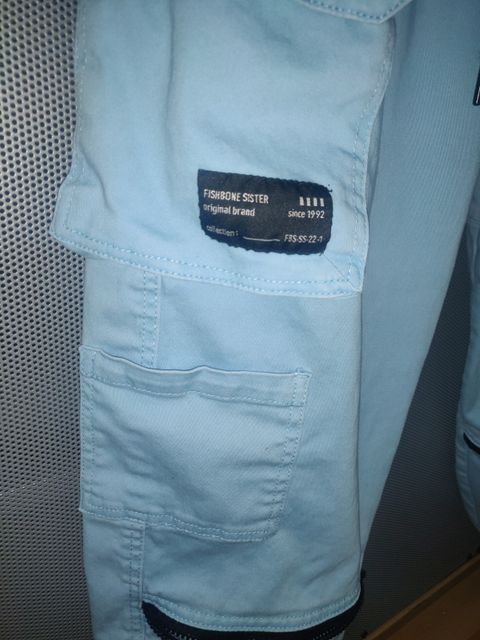 FISHBONE SISTER
original brand since 1992
collection: FBS-SS-22-1